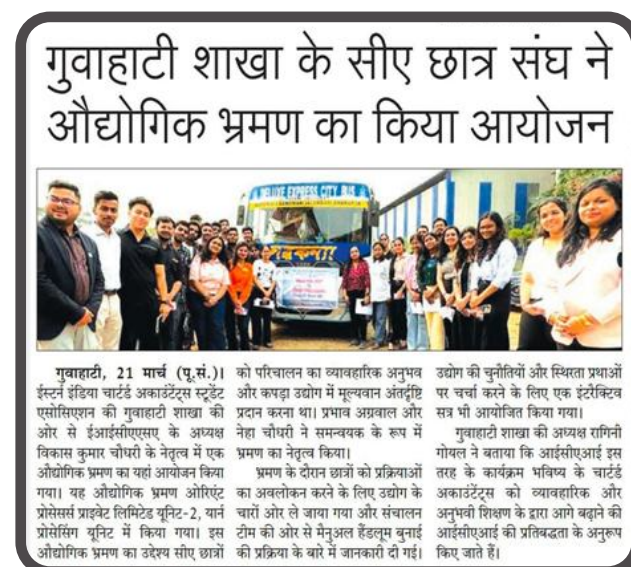 गुवाहाटी शाखा के सीए छात्र संघ ने
औद्योगिक भ्रमण का किया आयोजन
DELUXE EXPRESS CITY BUS
गुवाहाटी, 21 मार्च (पू.सं.)।
ईस्टर्न इंडिया चार्टर्ड अकाउंटेंट्स स्टूडेंट
एसोसिएशन की गुवाहाटी शाखा की
ओर से ईआईसीएएसए के अध्यक्ष
विकास कुमार चौधरी के नेतृत्व में एक
औद्योगिक भ्रमण का यहां आयोजन किया
गया। यह औद्योगिक भ्रमण ओरिएंट
प्रोसेसर्स प्राइवेट लिमिटेड यूनिट-2, यार्न
प्रोसेसिंग यूनिट में किया गया। इस
औद्योगिक भ्रमण का उद्देश्य सीए छात्रों
को परिचालन का व्यावहारिक अनुभव
और कपड़ा उद्योग में मूल्यवान अंतर्दृष्टि
प्रदान करना था। प्रभाव अग्रवाल और
नेहा चौधरी ने समन्वयक के रूप में
भ्रमण का नेतृत्व किया।
भ्रमण के दौरान छात्रों को प्रक्रियाओं
का अवलोकन करने के लिए उद्योग के
चारों ओर ले जाया गया और संचालन
टीम की ओर से मैनुअल हैंडलूम बुनाई
की प्रक्रिया के बारे में जानकारी दी गई।
उद्योग की चुनौतियों और स्थिरता प्रथाओं
पर चर्चा करने के लिए एक इंटरैक्टिव
सत्र भी आयोजित किया गया।
गुवाहाटी शाखा की अध्यक्ष रागिनी
गोयल ने बताया कि आईसीएआई इस
तरह के कार्यक्रम भविष्य के चार्टर्ड
अकाउंटेंट्स को व्यावहारिक और
अनुभवी शिक्षण के द्वारा आगे बढ़ाने की
आईसीएआई की प्रतिबद्धता के अनुरूप
किए जाते हैं।